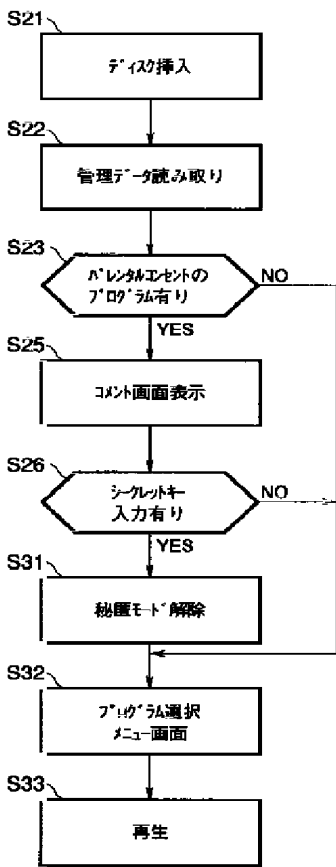 S21
ディスク挿入
S22
管理データ読み取り
S23
パレンタルコンセントの
プログラム有り
NO
YES
S25
コメント画面表示
S26
シークレットキー
入力有り
NO
YES
S31
秘匿モード解除
S32
プログラム選択
メニュー画面
S33
再生